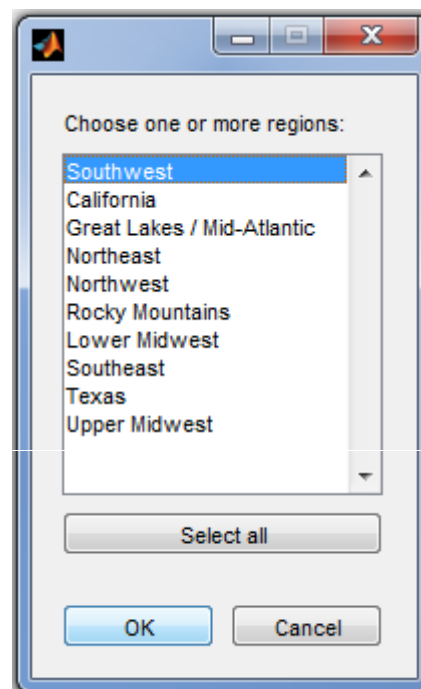 Choose one or more regions:
Southwest
California
Great Lakes / Mid-Atlantic
Northeast
Northwest
Rocky Mountains
Lower Midwest
Southeast
Texas
Upper Midwest
Select all
OK Cancel